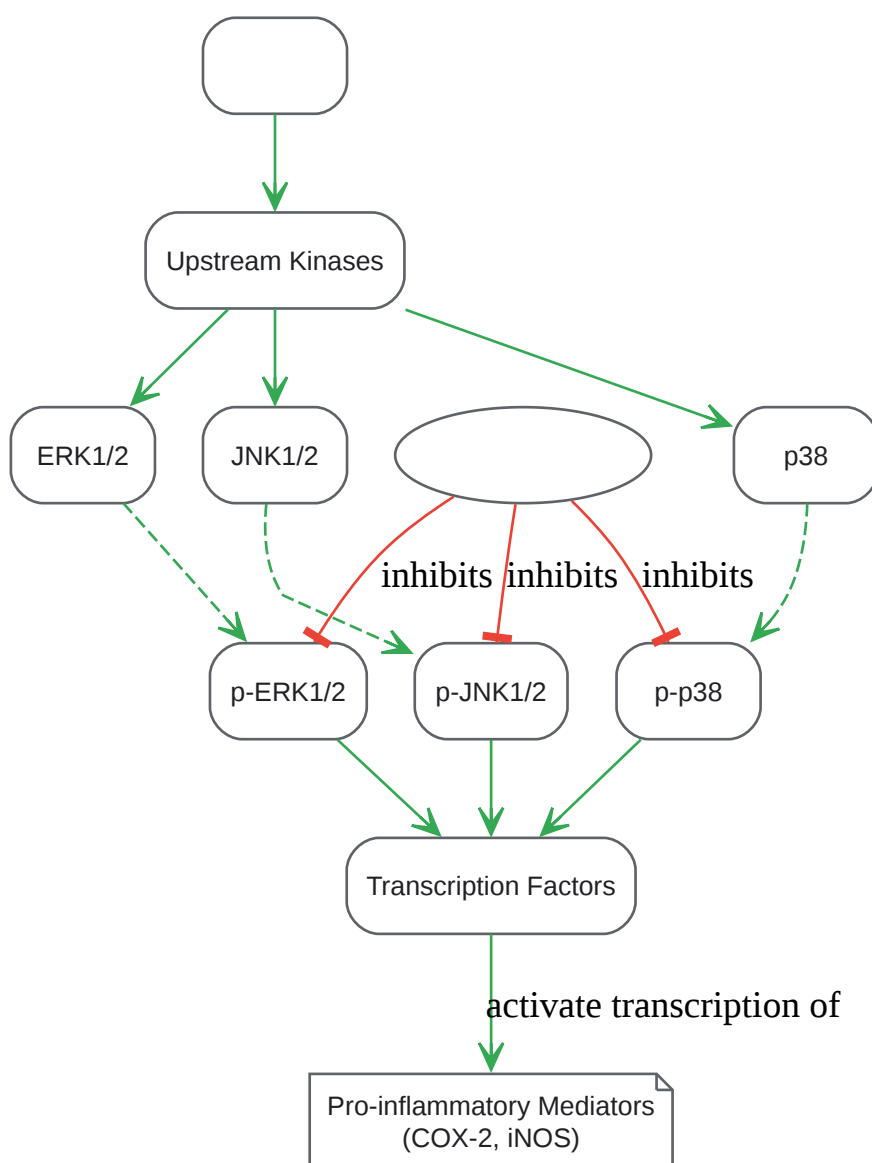 Upstream Kinases
ERK1/2
JNK1/2
p38
inhibits
inhibits
inhibits
p-ERK1/2
p-JNK1/2
p-p38
Transcription Factors
activate transcription of
Pro-inflammatory Mediators
(COX-2, iNOS)